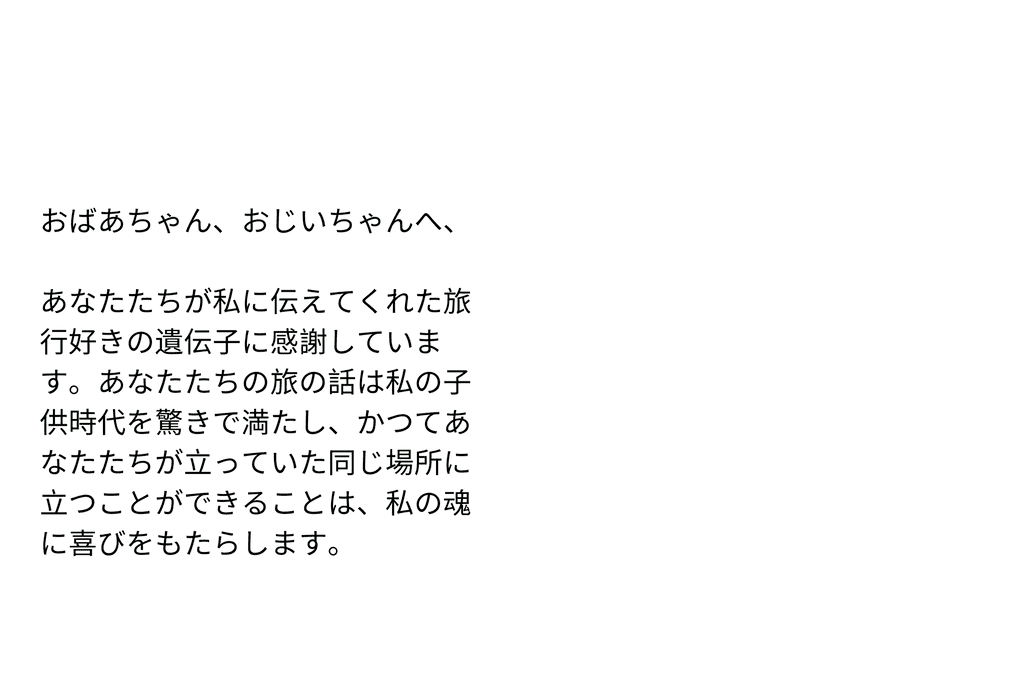 おばあちゃん、おじいちゃんへ、
あなたたちが私に伝えてくれた旅
行好きの遺伝子に感謝していま
す。あなたたちの旅の話は私の子
供時代を驚きで満たし、かつてあ
なたたちが立っていた同じ場所に
立つことができることは、私の魂
に喜びをもたらします。